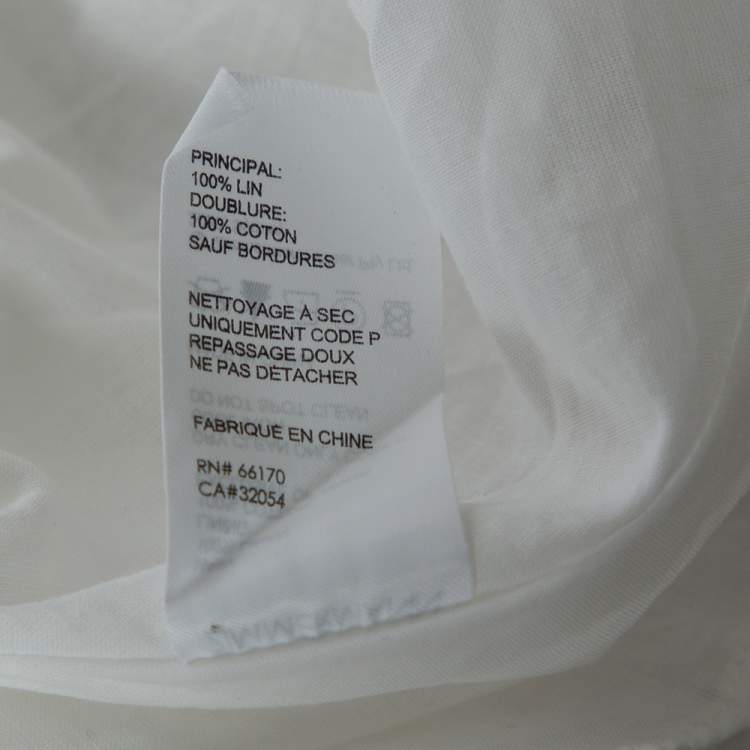 PRINCIPAL:
100% LIN
DOUBLURE:
100% COTON
SAUF BORDURES
NETTOYAGE À SEC
UNIQUEMENT CODE P
REPASSAGE DOUX
NE PAS DÉTACHER
FABRIQUÉ EN CHINE
RN# 66170
CA#32054